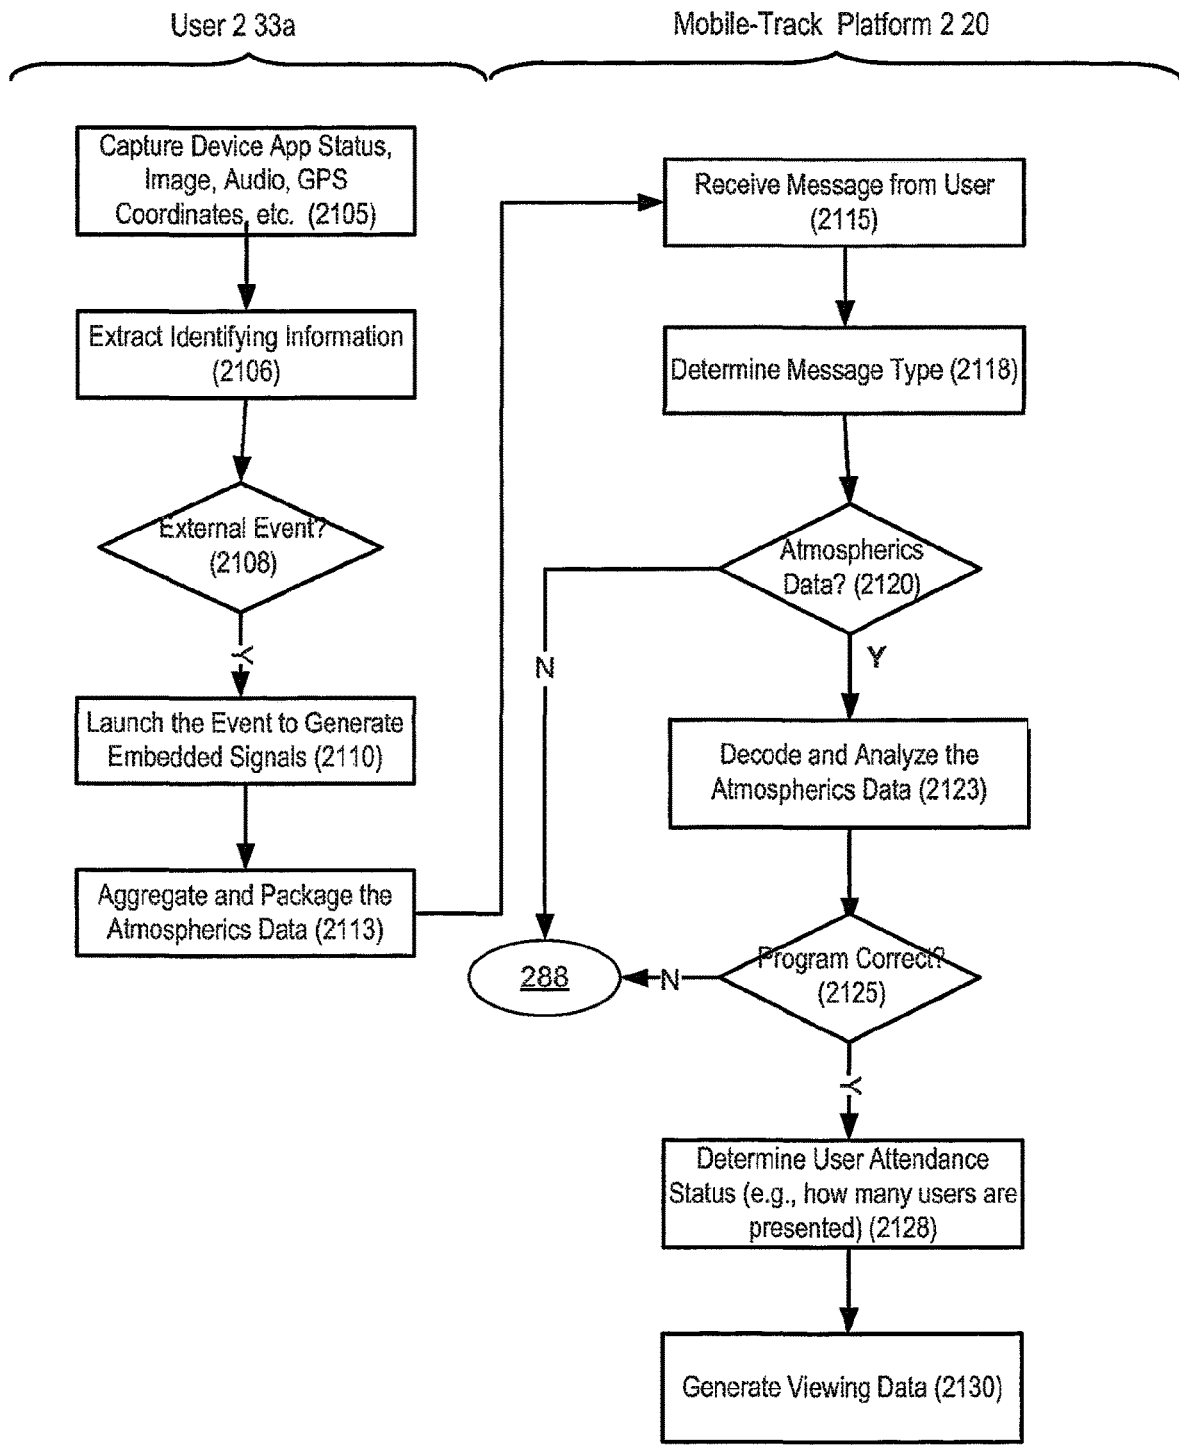 User 2 33a
Mobile-Track Platform 2 20
Capture Device App Status,
Image, Audio, GPS
Coordinates, etc. (2105)
Extract Identifying Information
(2106)
External Event?
(2108)
Y
Launch the Event to Generate
Embedded Signals (2110)
Aggregate and Package the
Atmospherics Data (2113)
Receive Message from User
(2115)
Determine Message Type (2118)
Atmospherics
Data? (2120)
N
Y
Decode and Analyze the
Atmospherics Data (2123)
Program Correct?
(2125)
N
288
Y
Determine User Attendance
Status (e.g., how many users are
presented) (2128)
Generate Viewing Data (2130)